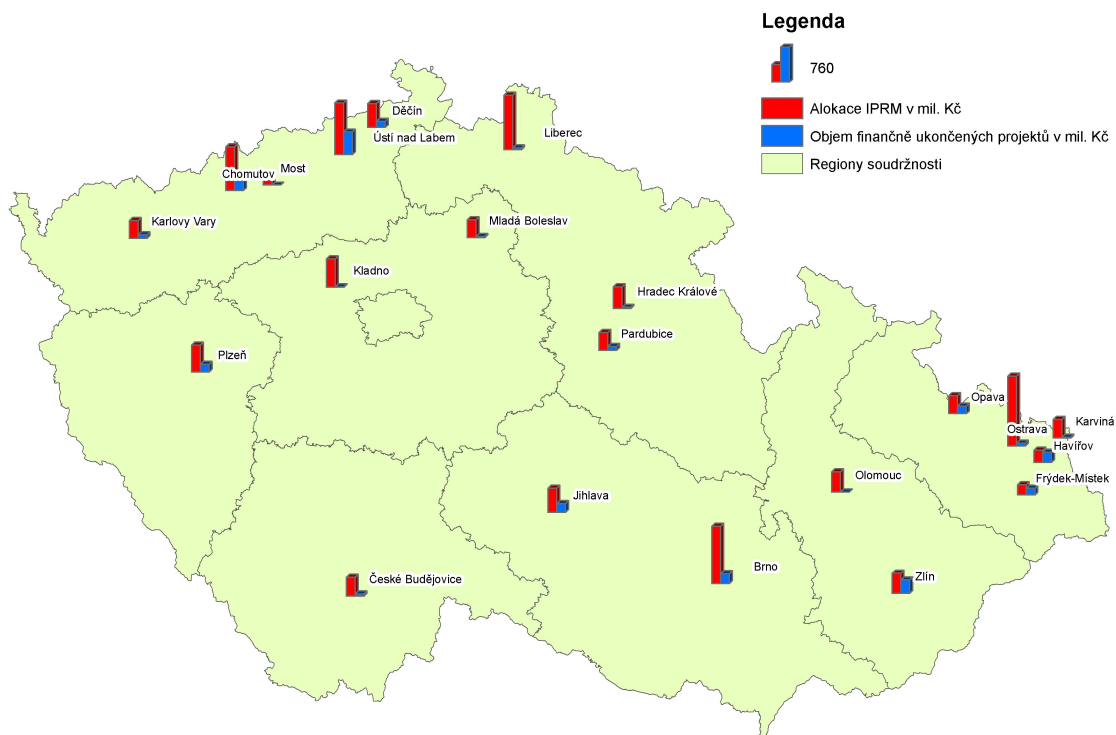 Legenda
760
Alokace IPRM v mil. Kč
Objem finančně ukončených projektů v mil. Kč
Regiony soudržnosti
Děčín
Ústí nad Labem
Liberec
Most
Chomutov
Karlovy Vary
Mladá Boleslav
Kladno
Hradec Králové
Pardubice
Plzeň
Opava
Karviná
Ostrava
Havířov
Olomouc
Frýdek-Místek
Jihlava
Brno
České Budějovice
Zlín